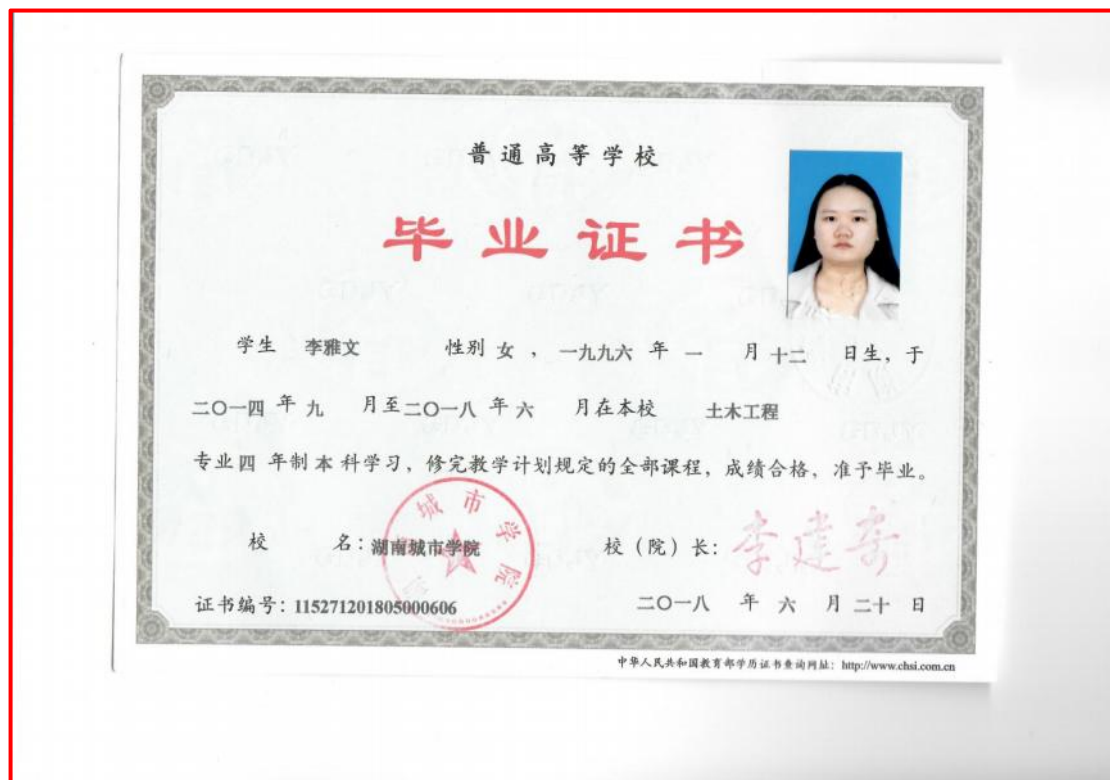 普通高等学校
毕业证书
学生 李雅文 性别 女 ， 一九九六 年 一 月 十二 日生，于
二〇一四 年 九 月至 二〇一八 年 六 月在本校 土木工程
专业 四 年制 本 科学习，修完教学计划规定的全部课程，成绩合格，准予毕业。
城市学院
校 名：湖南城市学院 校（院）长：李建奇
证书编号：115271201805000606 二〇一八 年 六 月 二十 日
中华人民共和国教育部学历证书查询网址：http://www.chsi.com.cn